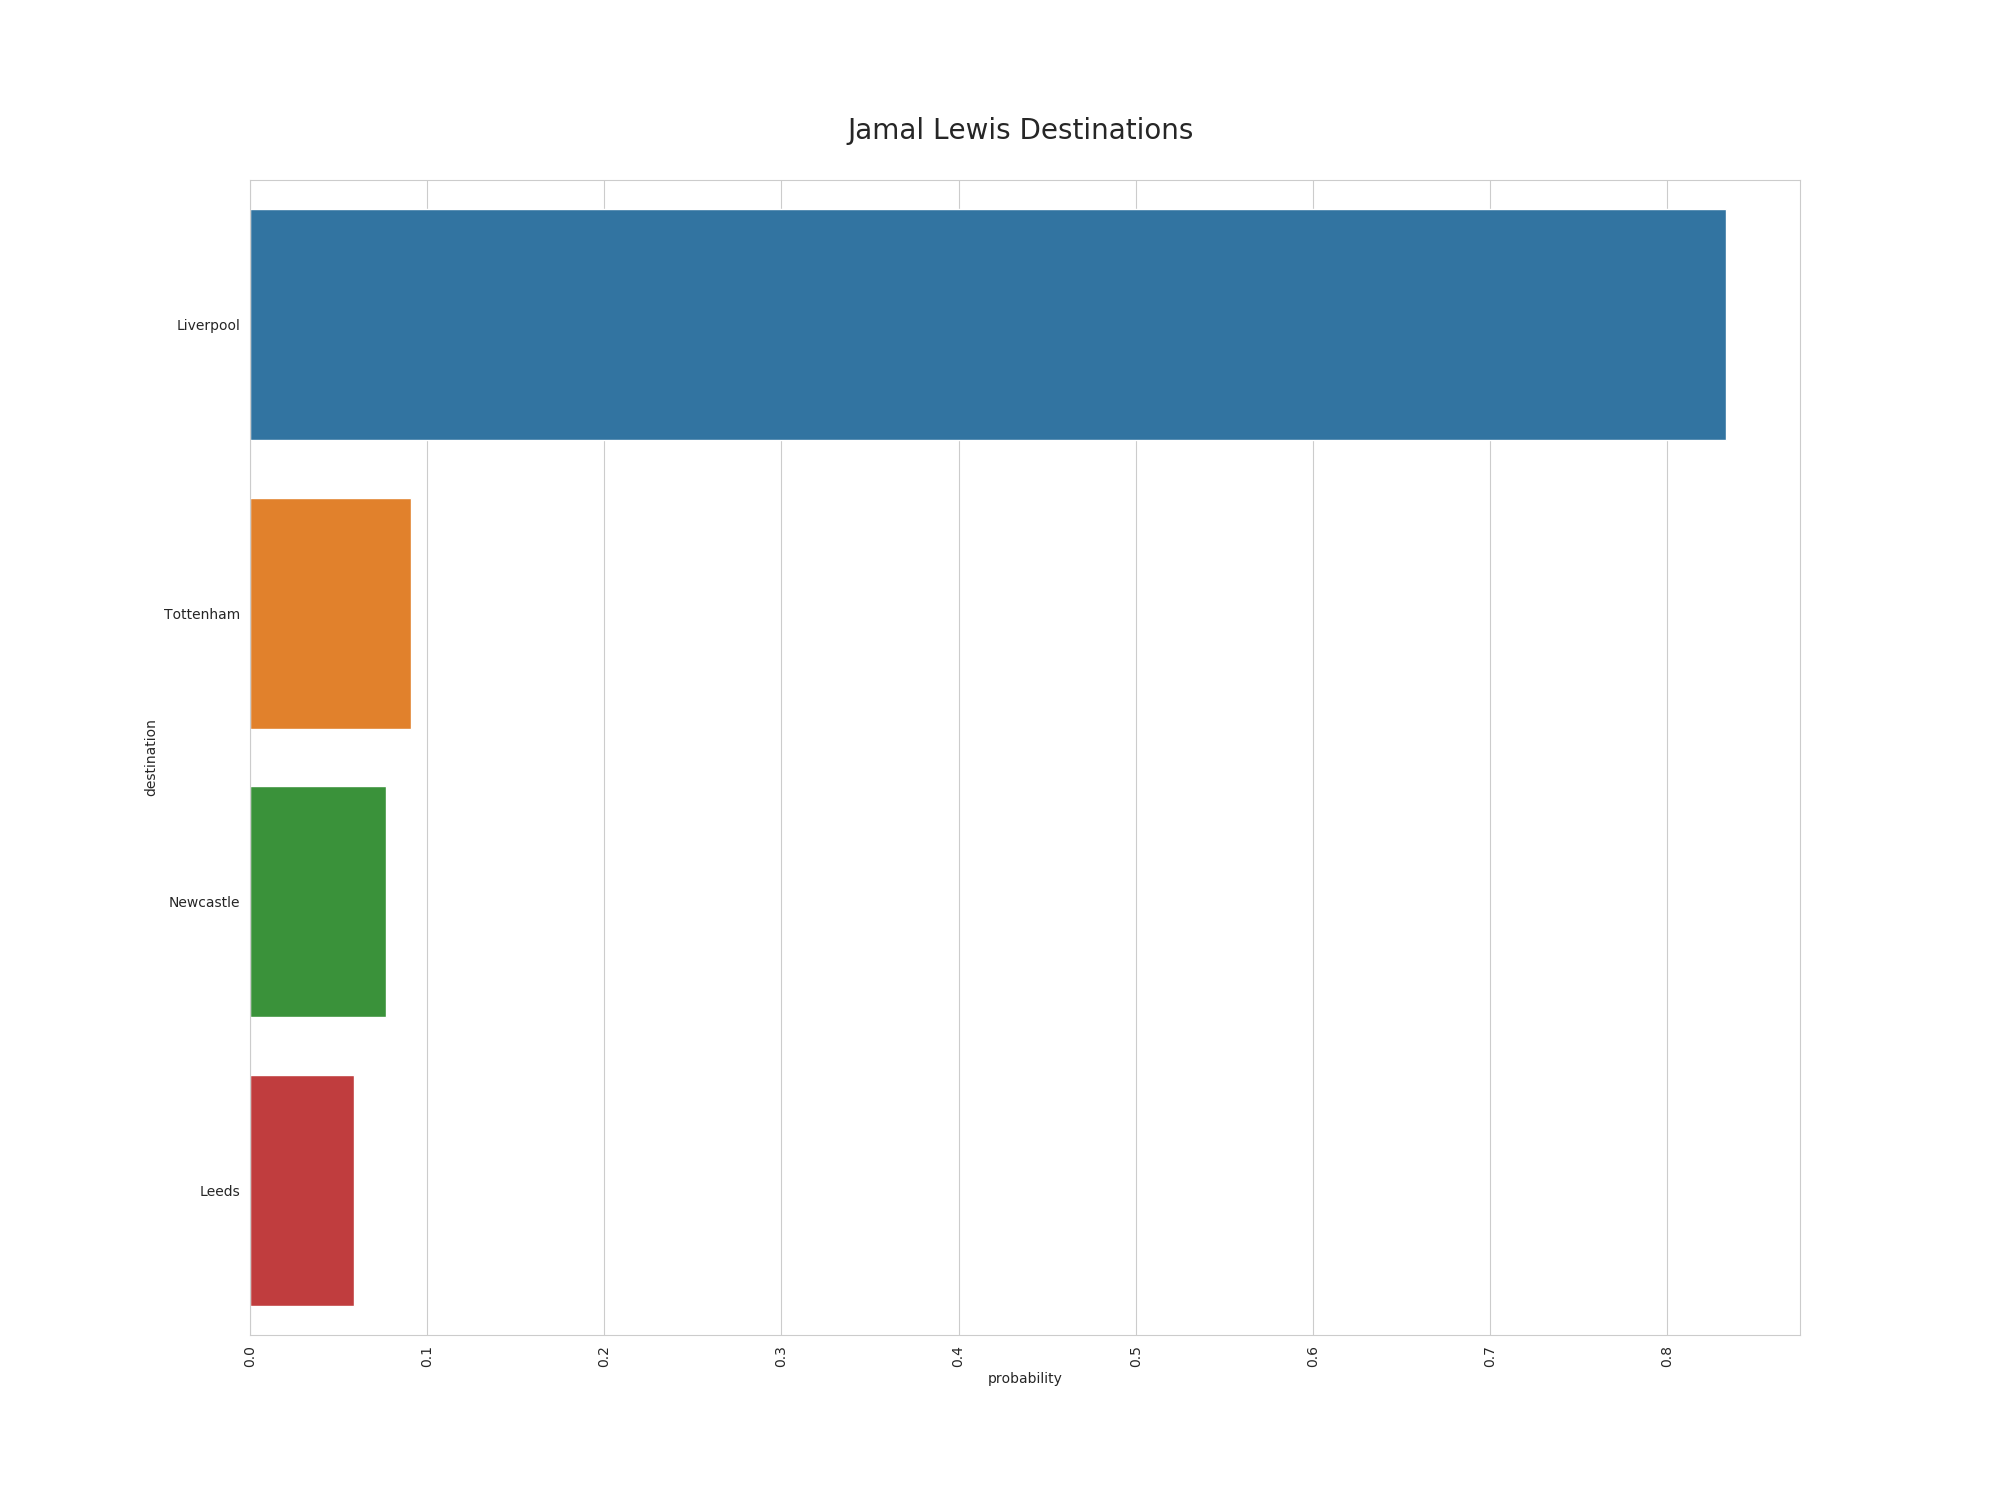 Jamal Lewis Destinations
Liverpool
Tottenham
Newcastle
Leeds
destination
0.0 0.1 0.2 0.3 0.4 0.5 0.6 0.7 0.8
probability